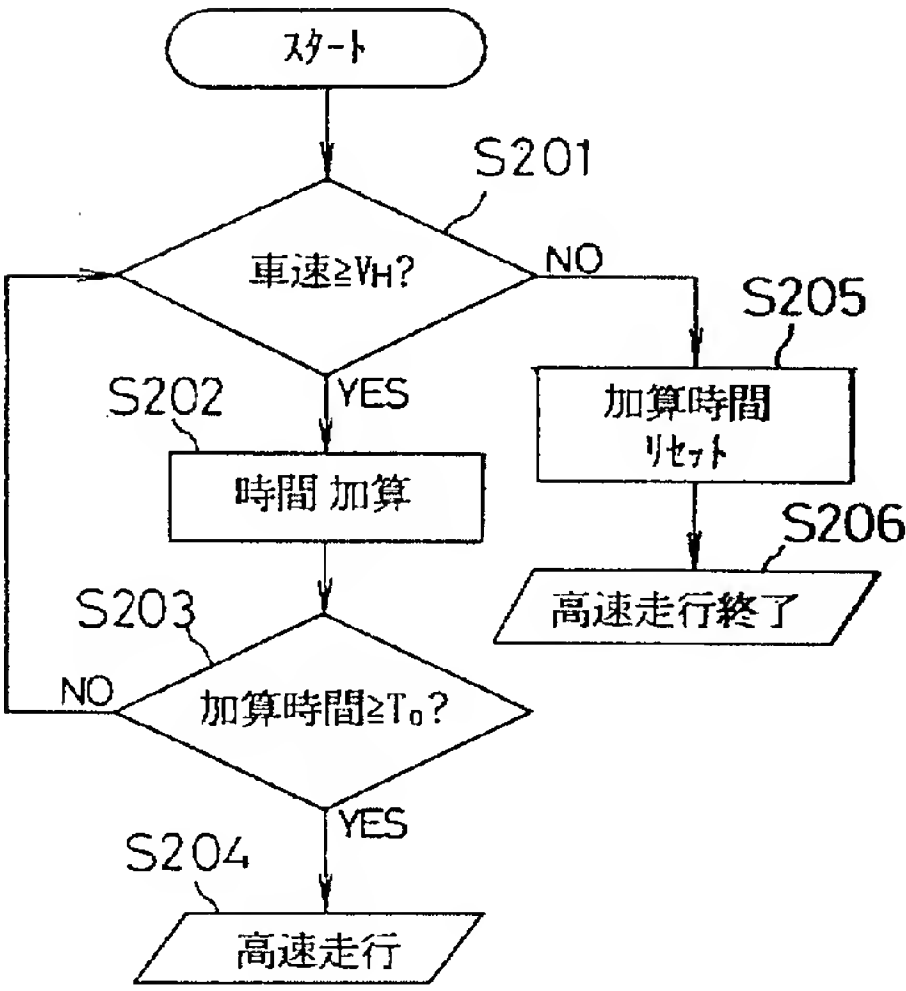 スタート
S201
車速≧VH?
NO
S205
加算時間
リセット
YES
S202
時間 加算
S206
高速走行終了
S203
NO
加算時間≧T₀?
YES
S204
高速走行